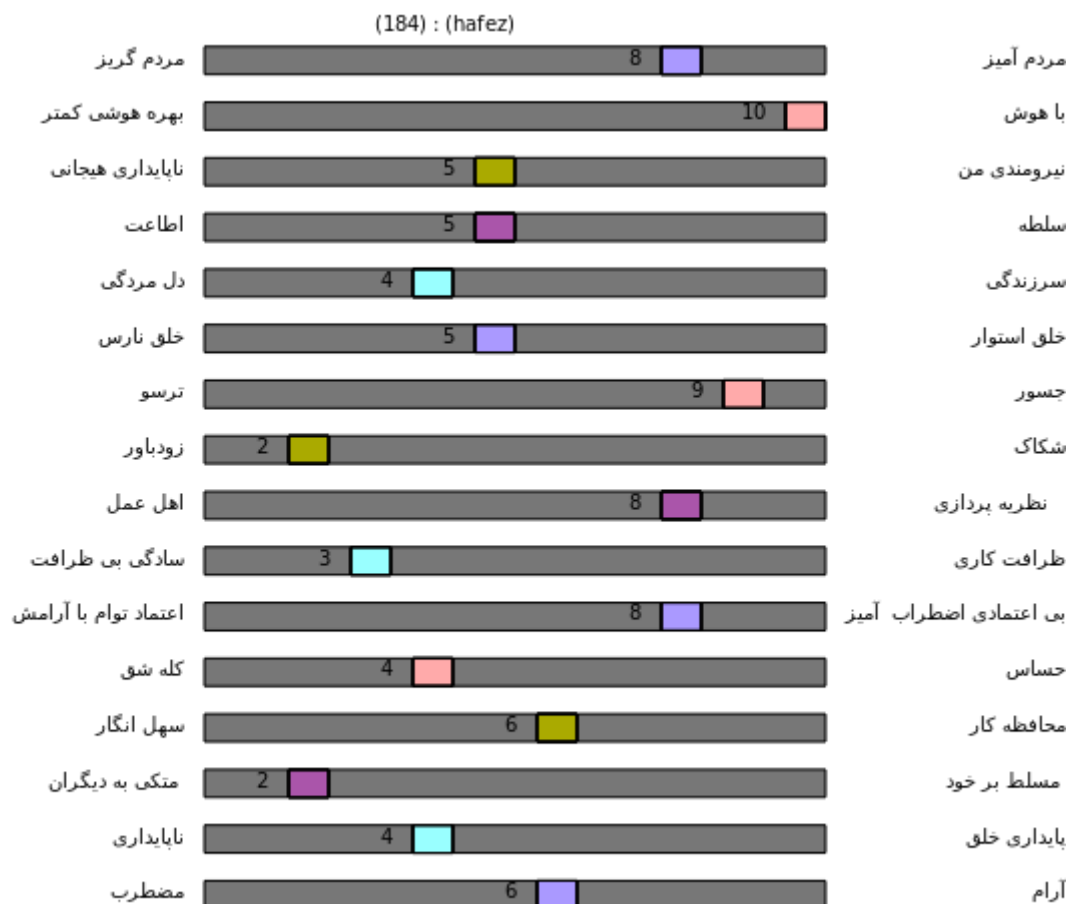 (184) : (hafez)
مردم آمیز 8 مردم گریز
با هوش 10 بهره هوشی کمتر
نیرومندی من 5 ناپایداری هیجانی
سلطه 5 اطاعت
سرزندگی 4 دل مردگی
خلق استوار 5 خلق نارس
جسور 9 ترسو
شکاک 2 زودباور
نظریه پردازی 8 اهل عمل
ظرافت کاری 3 سادگی بی ظرافت
بی اعتمادی اضطراب آمیز 8 اعتماد توام با آرامش
حساس 4 کله شق
محافظه کار 6 سهل انگار
مسلط بر خود 2 متکی به دیگران
پایداری خلق 4 ناپایداری
آرام 6 مضطرب